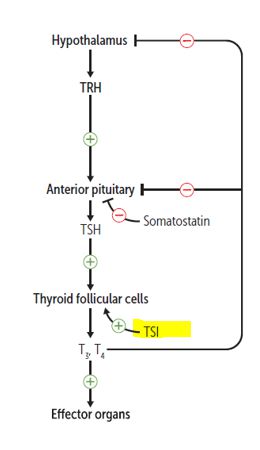 Hypothalamus
TRH
Anterior pituitary
Somatostatin
TSH
Thyroid follicular cells
TSI
T3, T4
Effector organs